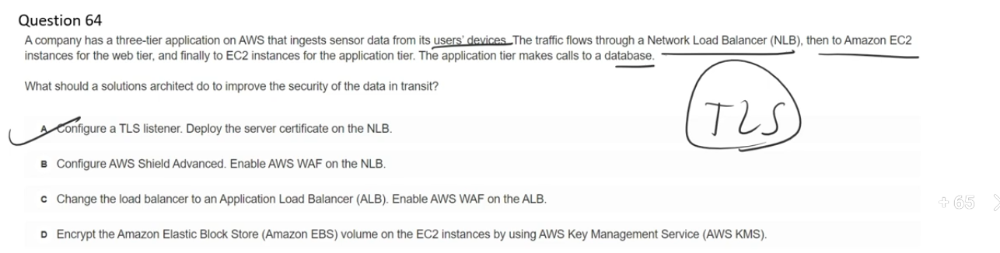 Question 64
A company has a three-tier application on AWS that ingests sensor data from its users' devices. The traffic flows through a Network Load Balancer (NLB), then to Amazon EC2
instances for the web tier, and finally to EC2 instances for the application tier. The application tier makes calls to a database.
What should a solutions architect do to improve the security of the data in transit?
TLS
A Configure a TLS listener. Deploy the server certificate on the NLB.
B Configure AWS Shield Advanced. Enable AWS WAF on the NLB.
C Change the load balancer to an Application Load Balancer (ALB). Enable AWS WAF on the ALB.
+ 65
D Encrypt the Amazon Elastic Block Store (Amazon EBS) volume on the EC2 instances by using AWS Key Management Service (AWS KMS).